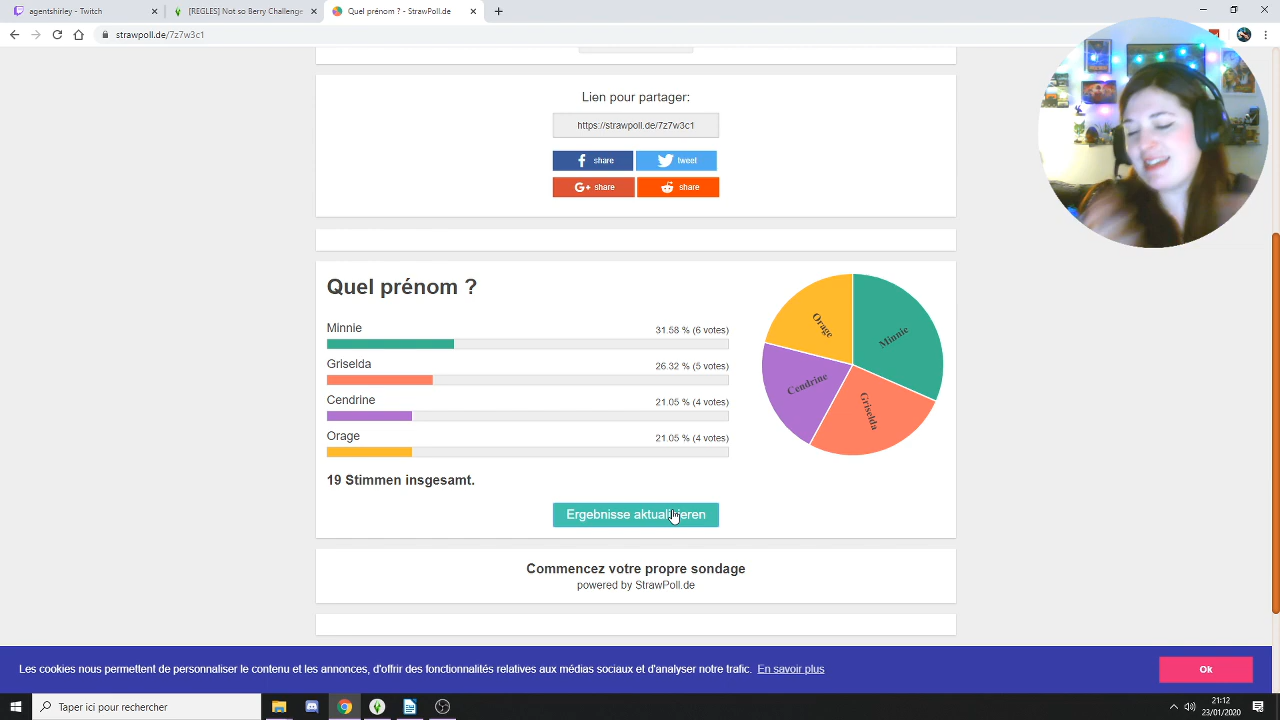 agentshirley - Twitch
[REGLES] Not so Berry Challenge
Quel prénom ? - StrawPoll.de
strawpoll.de/7z7w3c1
Lien pour partager:
https://strawpoll.de/7z7w3c1
share
tweet
G+ share
share
Quel prénom ?
Minnie
31.58 % (6 votes)
Griselda
26.32 % (5 votes)
Cendrine
21.05 % (4 votes)
Orage
21.05 % (4 votes)
19 Stimmen insgesamt.
Orage
Minnie
Cendrine
Griselda
Ergebnisse aktualisieren
Commencez votre propre sondage
powered by StrawPoll.de
Les cookies nous permettent de personnaliser le contenu et les annonces, d'offrir des fonctionnalités relatives aux médias sociaux et d'analyser notre trafic. En savoir plus
Ok
Taper ici pour rechercher
21:12
23/01/2020